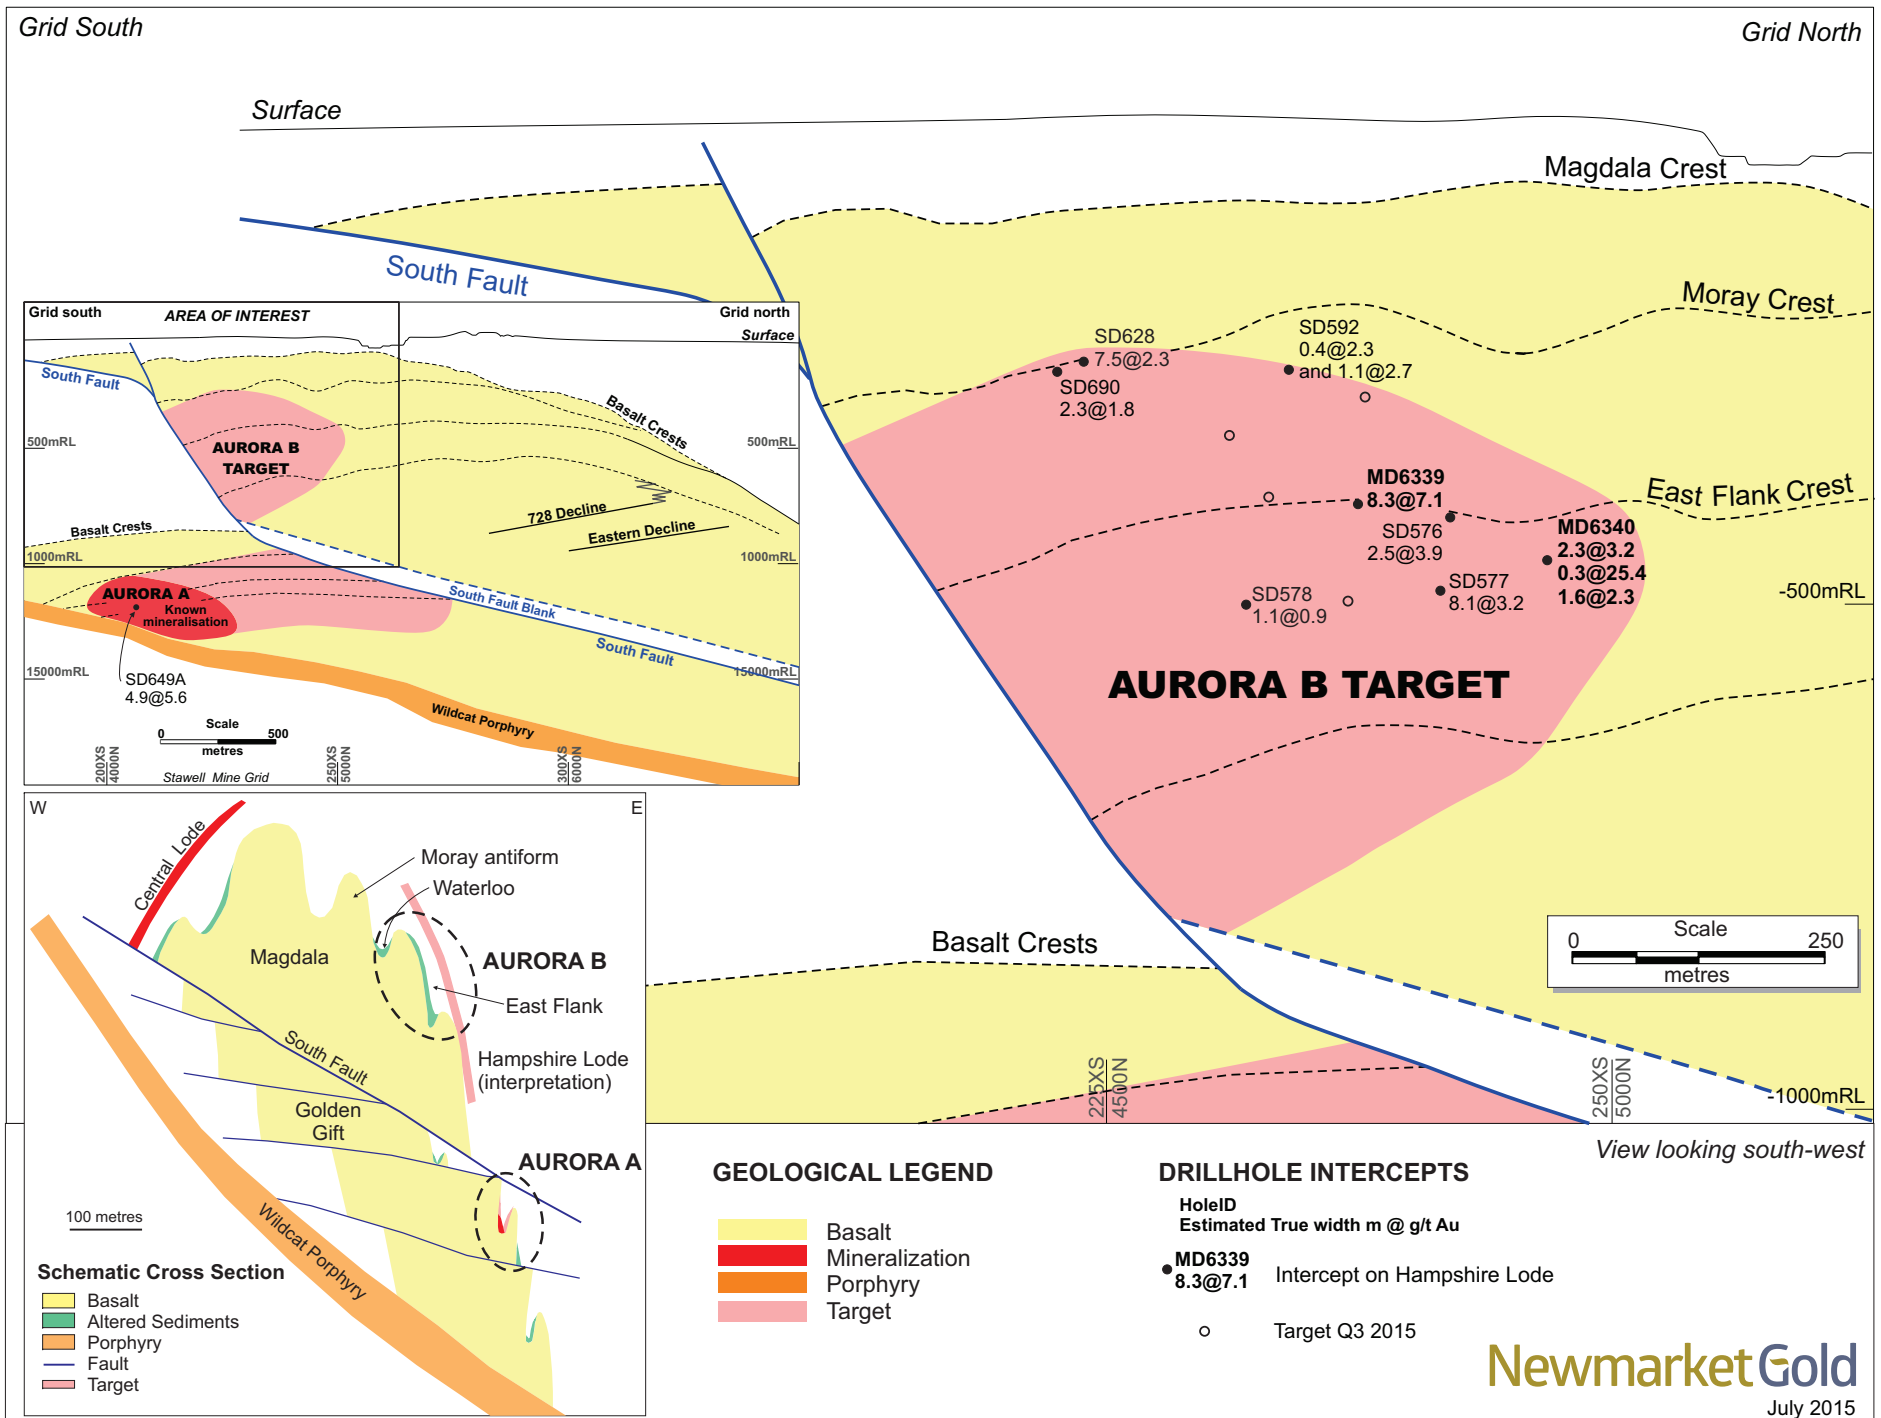 Grid South
Grid North
Surface
Magdala Crest
South Fault
Moray Crest
SD628
7.5@2.3
SD690
2.3@1.8
SD592
0.4@2.3
and 1.1@2.7
MD6339
8.3@7.1
East Flank Crest
SD576
2.5@3.9
MD6340
2.3@3.2
0.3@25.4
1.6@2.3
SD577
8.1@3.2
SD578
1.1@0.9
-500mRL
AURORA B TARGET
Basalt Crests
Scale
0 250
metres
225XS
4500N
250XS
5000N
-1000mRL
View looking south-west
Grid south
AREA OF INTEREST
Grid north
Surface
South Fault
Basalt Crests
500mRL
AURORA B
TARGET
500mRL
728 Decline
Eastern Decline
Basalt Crests
1000mRL
1000mRL
AURORA A
Known
mineralisation
South Fault Blank
South Fault
15000mRL
15000mRL
SD649A
4.9@5.6
Wildcat Porphyry
Scale
0 500
metres
200XS
4000N
250XS
5000N
300XS
6000N
Stawell Mine Grid
W
E
Central Lode
Moray antiform
Waterloo
Magdala
AURORA B
East Flank
South Fault
Hampshire Lode
(interpretation)
Golden
Gift
AURORA A
100 metres
Wildcat Porphyry
Schematic Cross Section
Basalt
Altered Sediments
Porphyry
Fault
Target
GEOLOGICAL LEGEND
Basalt
Mineralization
Porphyry
Target
DRILLHOLE INTERCEPTS
HoleID
Estimated True width m @ g/t Au
MD6339
8.3@7.1
Intercept on Hampshire Lode
Target Q3 2015
NewmarketGold
July 2015